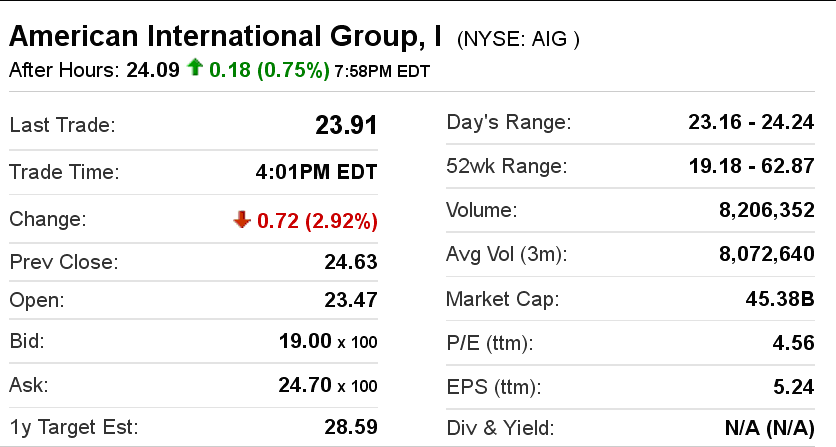 American International Group, I (NYSE: AIG )
After Hours: 24.09 0.18 (0.75%) 7:58PM EDT
Last Trade: 23.91
Trade Time: 4:01PM EDT
Change: 0.72 (2.92%)
Prev Close: 24.63
Open: 23.47
Bid: 19.00 x 100
Ask: 24.70 x 100
1y Target Est: 28.59
Day's Range: 23.16 - 24.24
52wk Range: 19.18 - 62.87
Volume: 8,206,352
Avg Vol (3m): 8,072,640
Market Cap: 45.38B
P/E (ttm): 4.56
EPS (ttm): 5.24
Div & Yield: N/A (N/A)